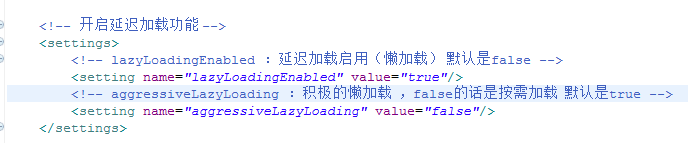 <!-- 开启延迟加载功能 -->
<settings>
<!-- lazyLoadingEnabled : 延迟加载启用（懒加载）默认是false -->
<setting name="lazyLoadingEnabled" value="true"/>
<!-- aggressiveLazyLoading : 积极的懒加载 , false的话是按需加载 默认是true -->
<setting name="aggressiveLazyLoading" value="false"/>
</settings>